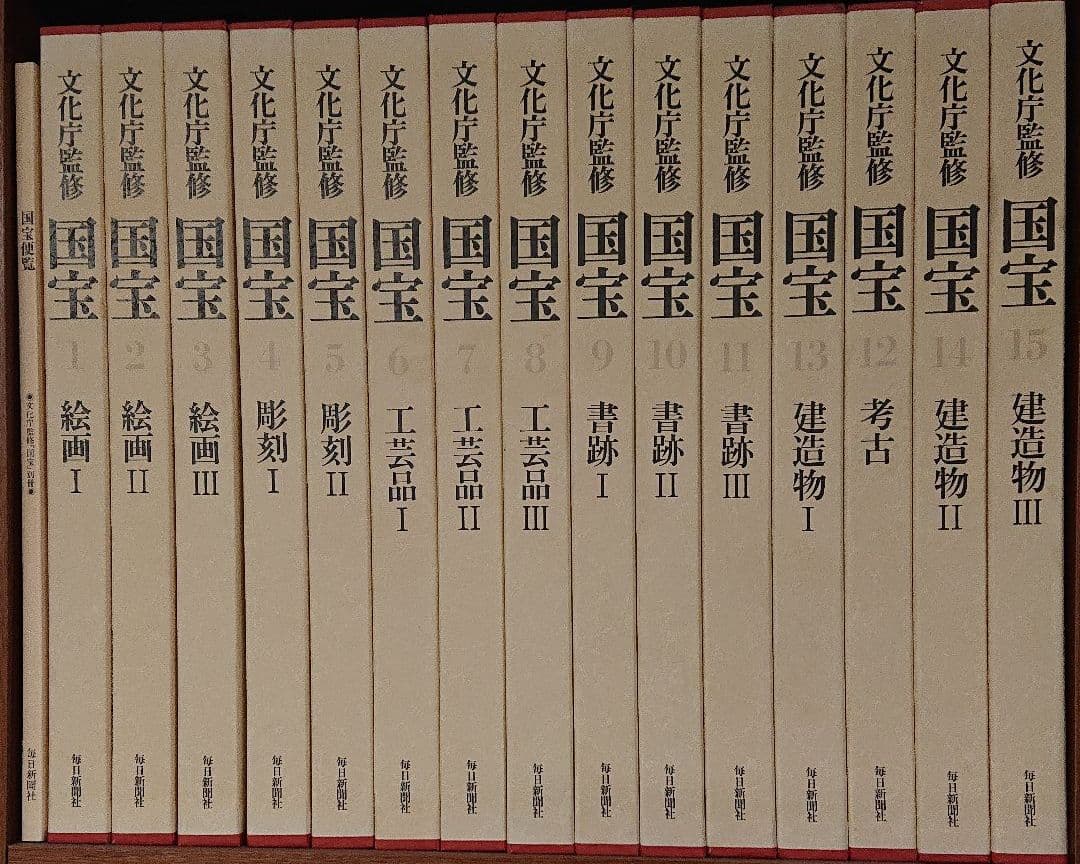 国宝便覧
●文化庁監修『国宝』別冊●
毎日新聞社
文化庁監修
国宝
1
絵画I
毎日新聞社
文化庁監修
国宝
2
絵画II
毎日新聞社
文化庁監修
国宝
3
絵画III
毎日新聞社
文化庁監修
国宝
4
彫刻I
毎日新聞社
文化庁監修
国宝
5
彫刻II
毎日新聞社
文化庁監修
国宝
6
工芸品I
毎日新聞社
文化庁監修
国宝
7
工芸品II
毎日新聞社
文化庁監修
国宝
8
工芸品III
毎日新聞社
文化庁監修
国宝
9
書跡I
毎日新聞社
文化庁監修
国宝
10
書跡II
毎日新聞社
文化庁監修
国宝
11
書跡III
毎日新聞社
文化庁監修
国宝
13
建造物I
毎日新聞社
文化庁監修
国宝
12
考古
毎日新聞社
文化庁監修
国宝
14
建造物II
毎日新聞社
文化庁監修
国宝
15
建造物III
毎日新聞社